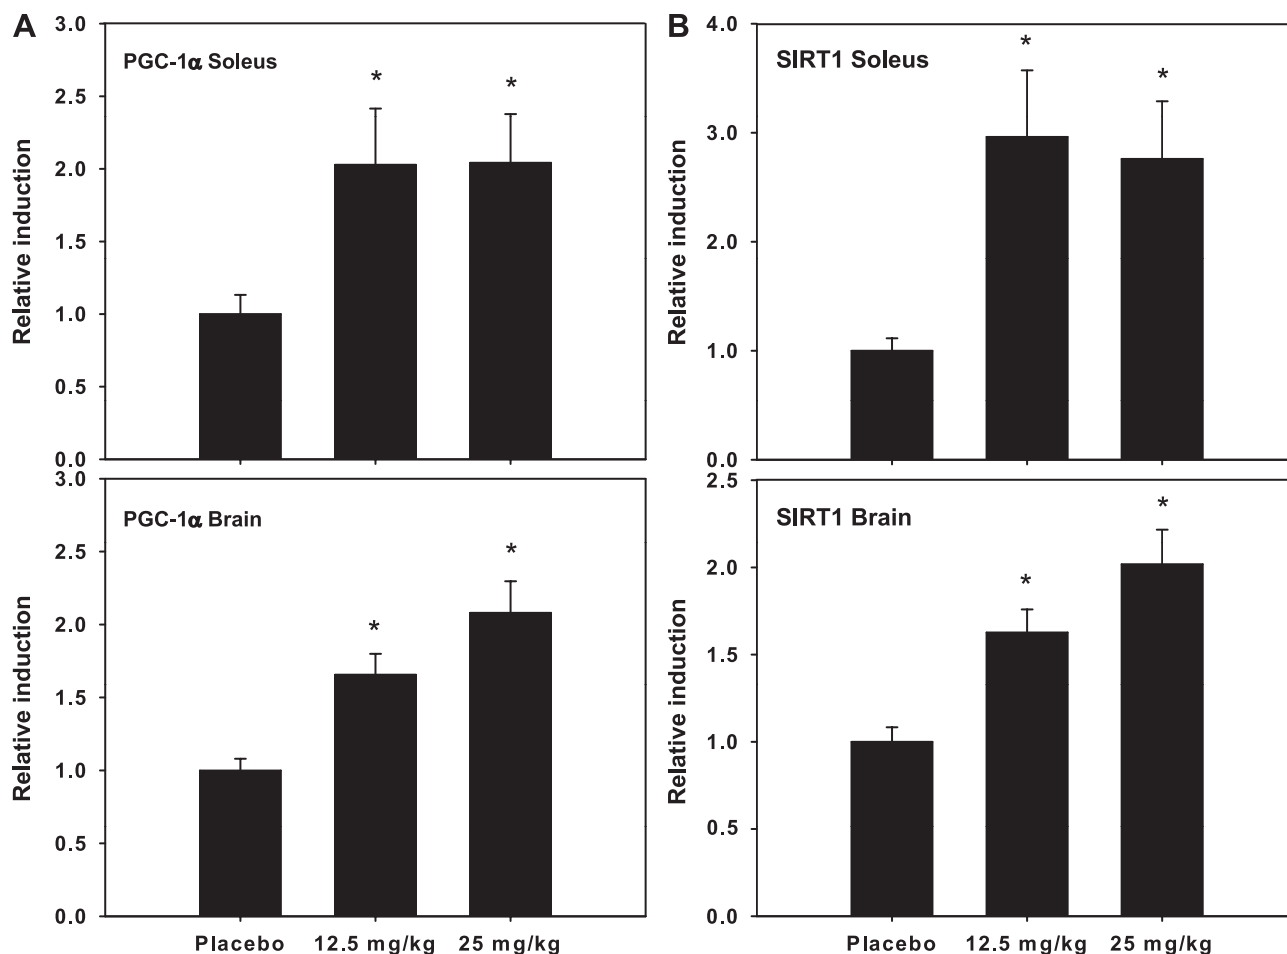 A
3.0
PGC-1α Soleus
2.5
2.0
1.5
1.0
0.5
0.0
Relative induction
*
*
3.0
PGC-1α Brain
2.5
2.0
1.5
1.0
0.5
0.0
Relative induction
*
*
Placebo 12.5 mg/kg 25 mg/kg
B
4.0
SIRT1 Soleus
3.0
2.0
1.0
0.0
Relative induction
*
*
2.5
SIRT1 Brain
2.0
1.5
1.0
0.5
0.0
Relative induction
*
*
Placebo 12.5 mg/kg 25 mg/kg